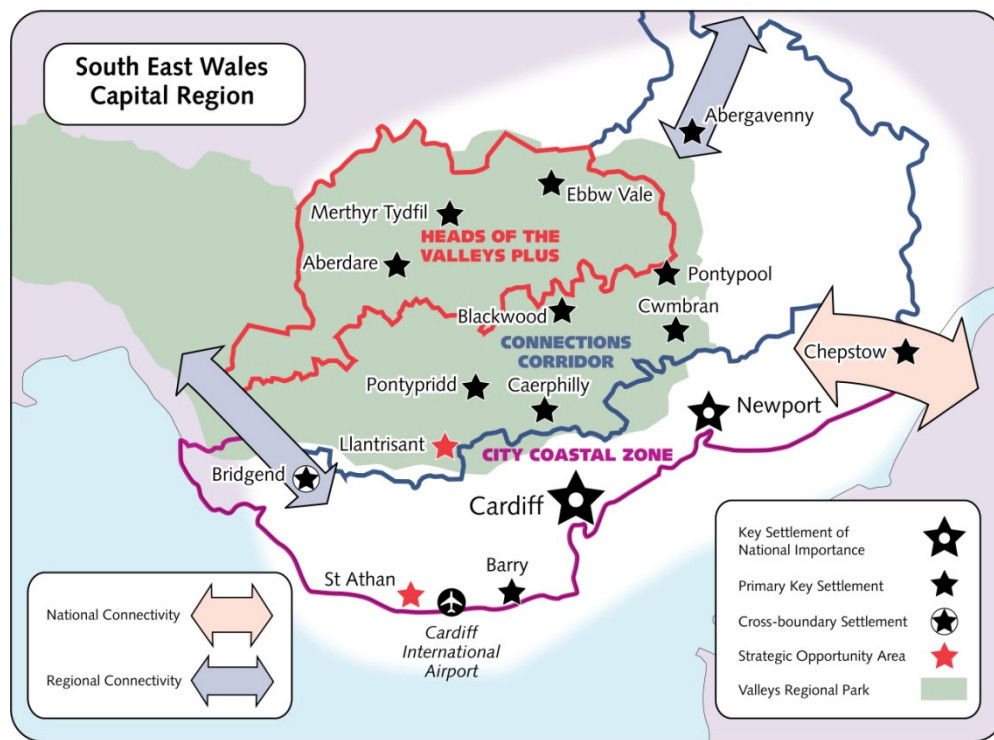 South East Wales
Capital Region
Abergavenny
Ebbw Vale
Merthyr Tydfil
HEADS OF THE
VALLEYS PLUS
Aberdare
Pontypool
Cwmbran
Blackwood
CONNECTIONS
CORRIDOR
Chepstow
Pontypridd
Caerphilly
Newport
Llantrisant
CITY COASTAL ZONE
Bridgend
Cardiff
St Athan
Barry
Cardiff
International
Airport
National Connectivity
Regional Connectivity
Key Settlement of
National Importance
Primary Key Settlement
Cross-boundary Settlement
Strategic Opportunity Area
Valleys Regional Park